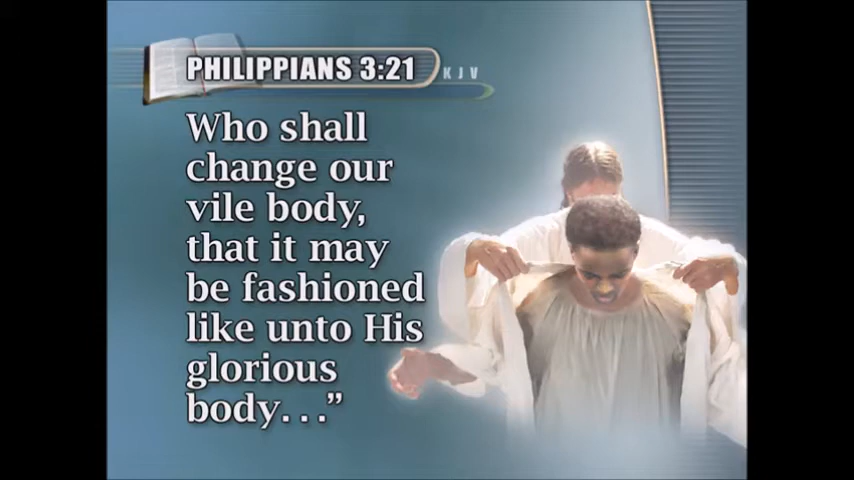 PHILIPPIANS 3:21 KJV
Who shall
change our
vile body,
that it may
be fashioned
like unto His
glorious
body. . .”